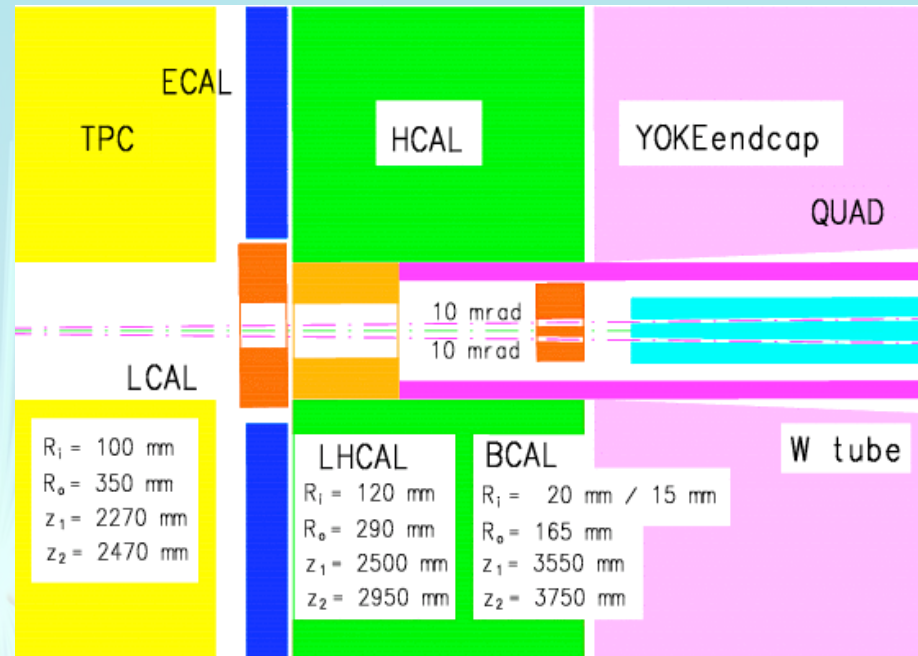 ECAL
TPC
HCAL
YOKEendcap
QUAD
10 mrad
10 mrad
LCAL
Rᵢ = 100 mm
Rₒ = 350 mm
z₁ = 2270 mm
z₂ = 2470 mm
LHCAL
Rᵢ = 120 mm
Rₒ = 290 mm
z₁ = 2500 mm
z₂ = 2950 mm
BCAL
Rᵢ = 20 mm / 15 mm
Rₒ = 165 mm
z₁ = 3550 mm
z₂ = 3750 mm
W tube